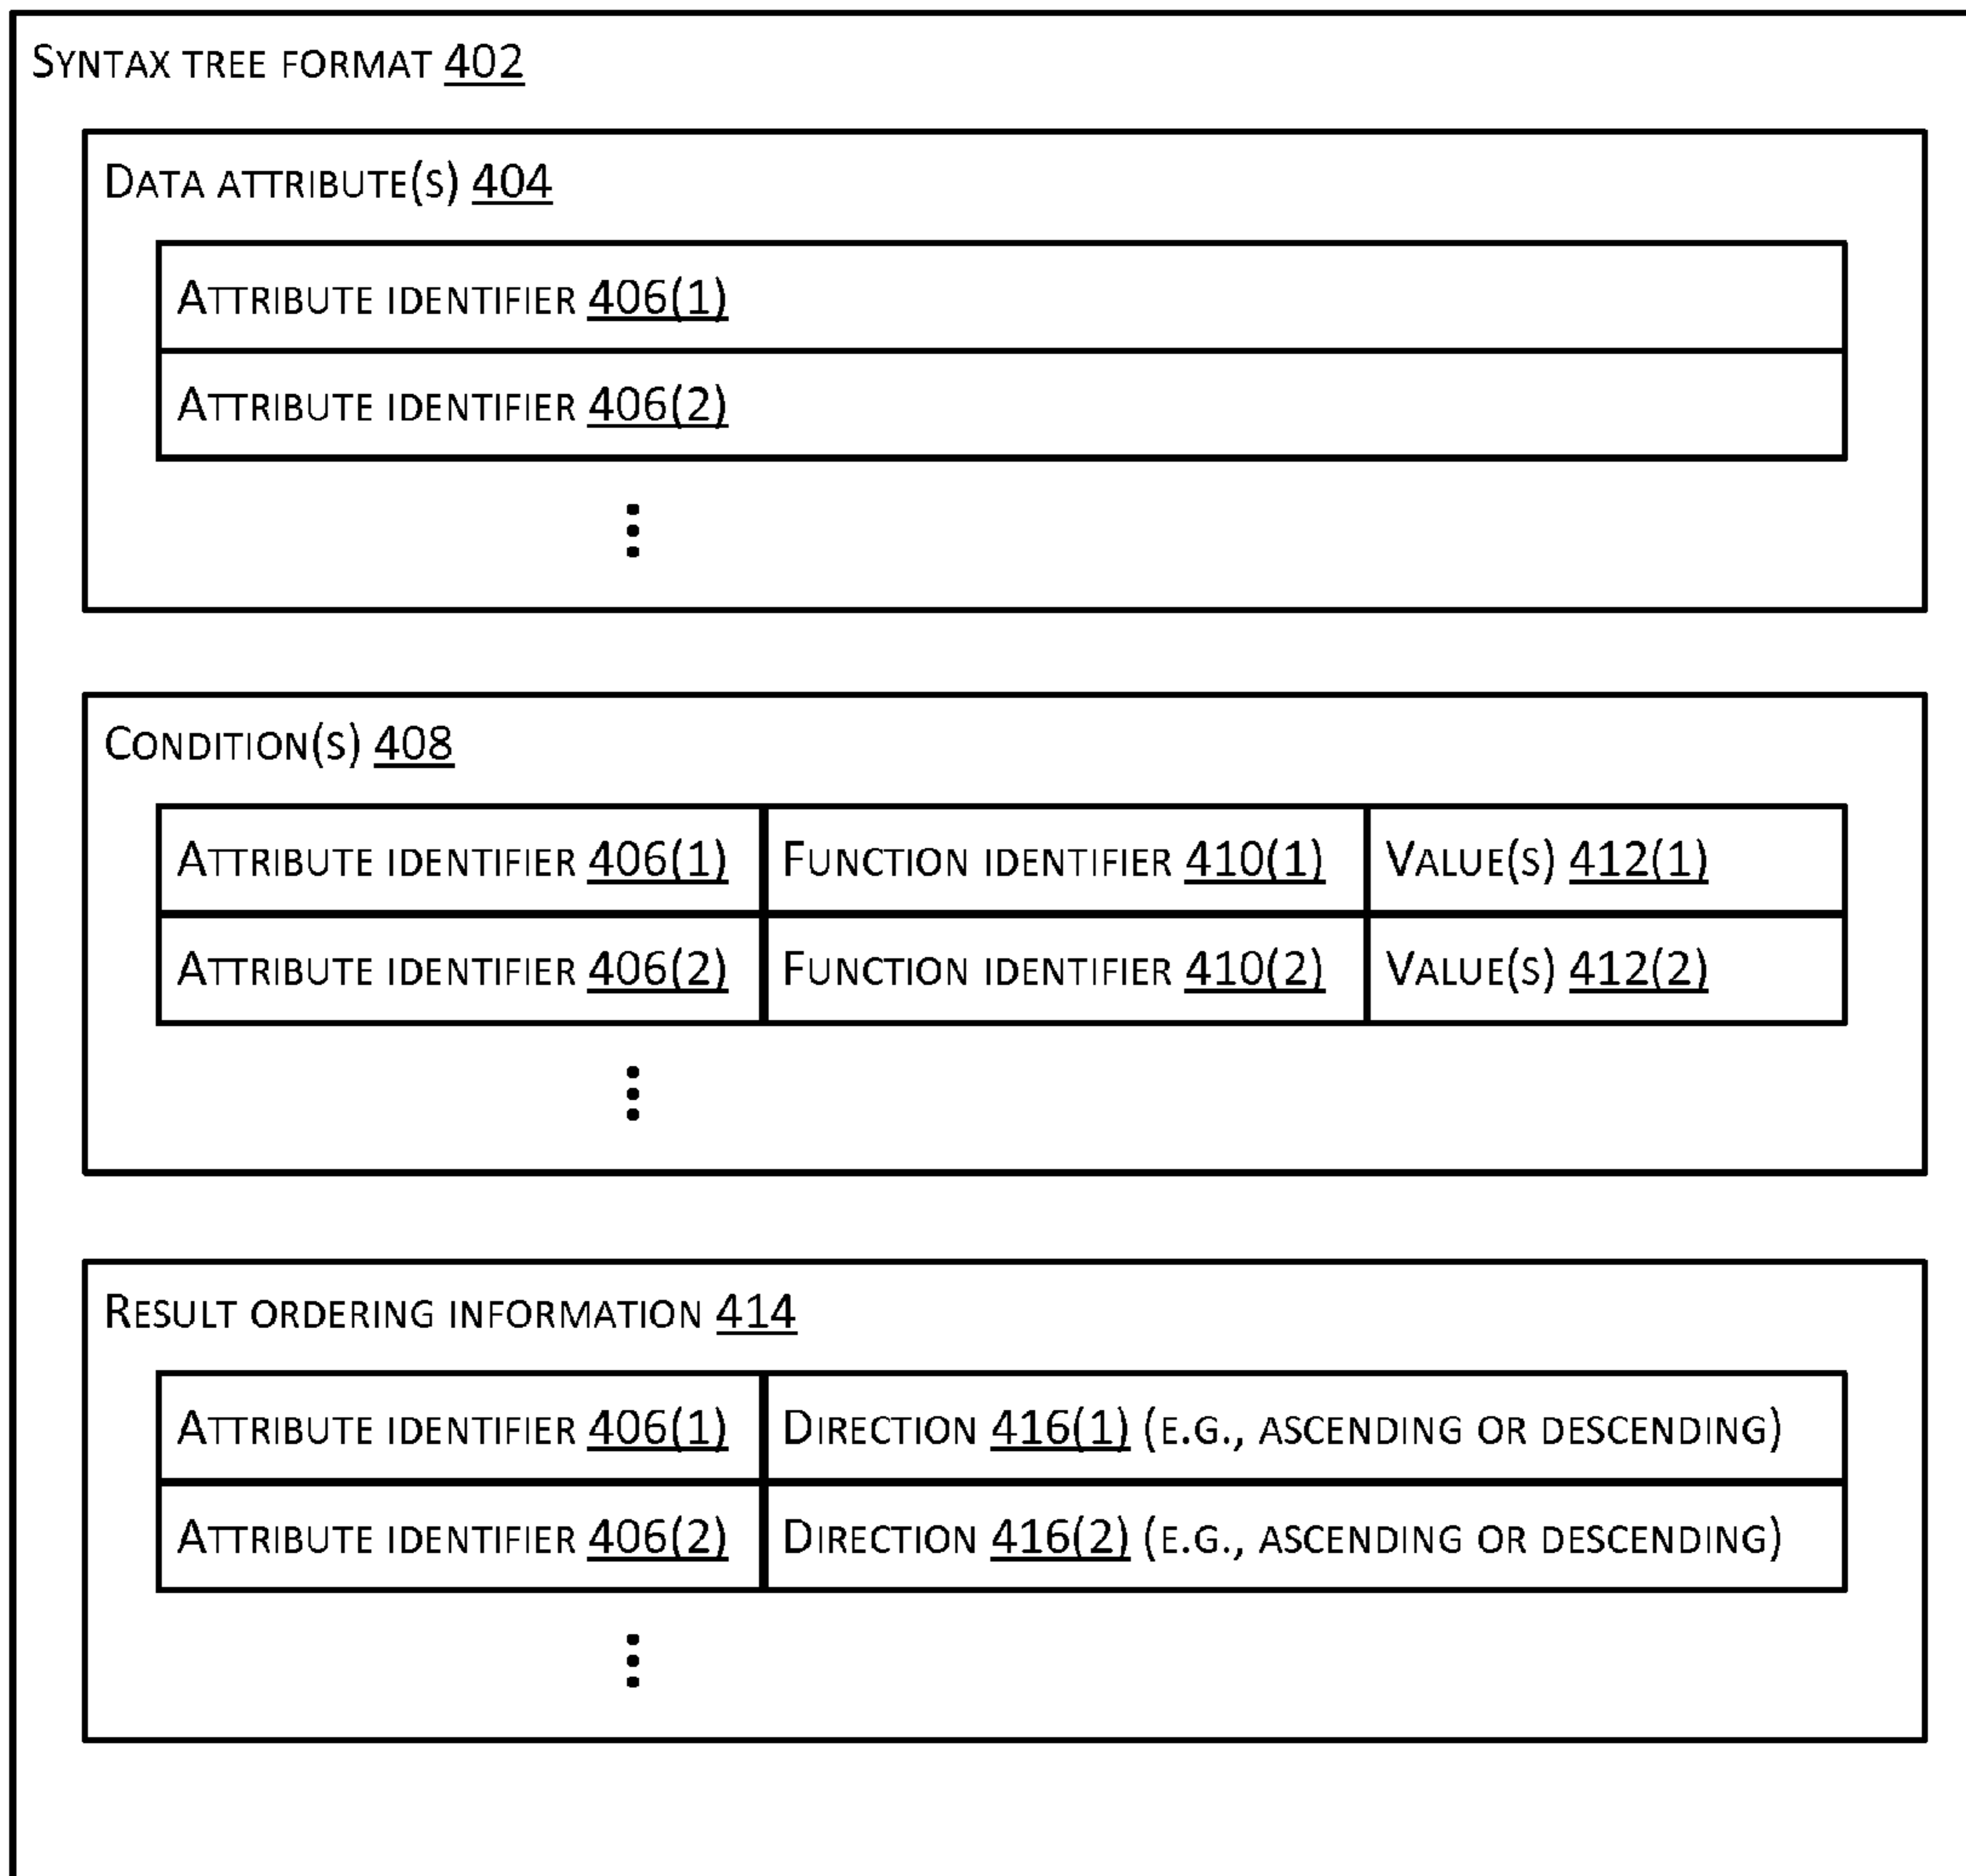 Syntax tree format 402
Data attribute(s) 404
Attribute identifier 406(1)
Attribute identifier 406(2)
Condition(s) 408
Attribute identifier 406(1) Function identifier 410(1) Value(s) 412(1)
Attribute identifier 406(2) Function identifier 410(2) Value(s) 412(2)
Result ordering information 414
Attribute identifier 406(1) Direction 416(1) (e.g., ascending or descending)
Attribute identifier 406(2) Direction 416(2) (e.g., ascending or descending)